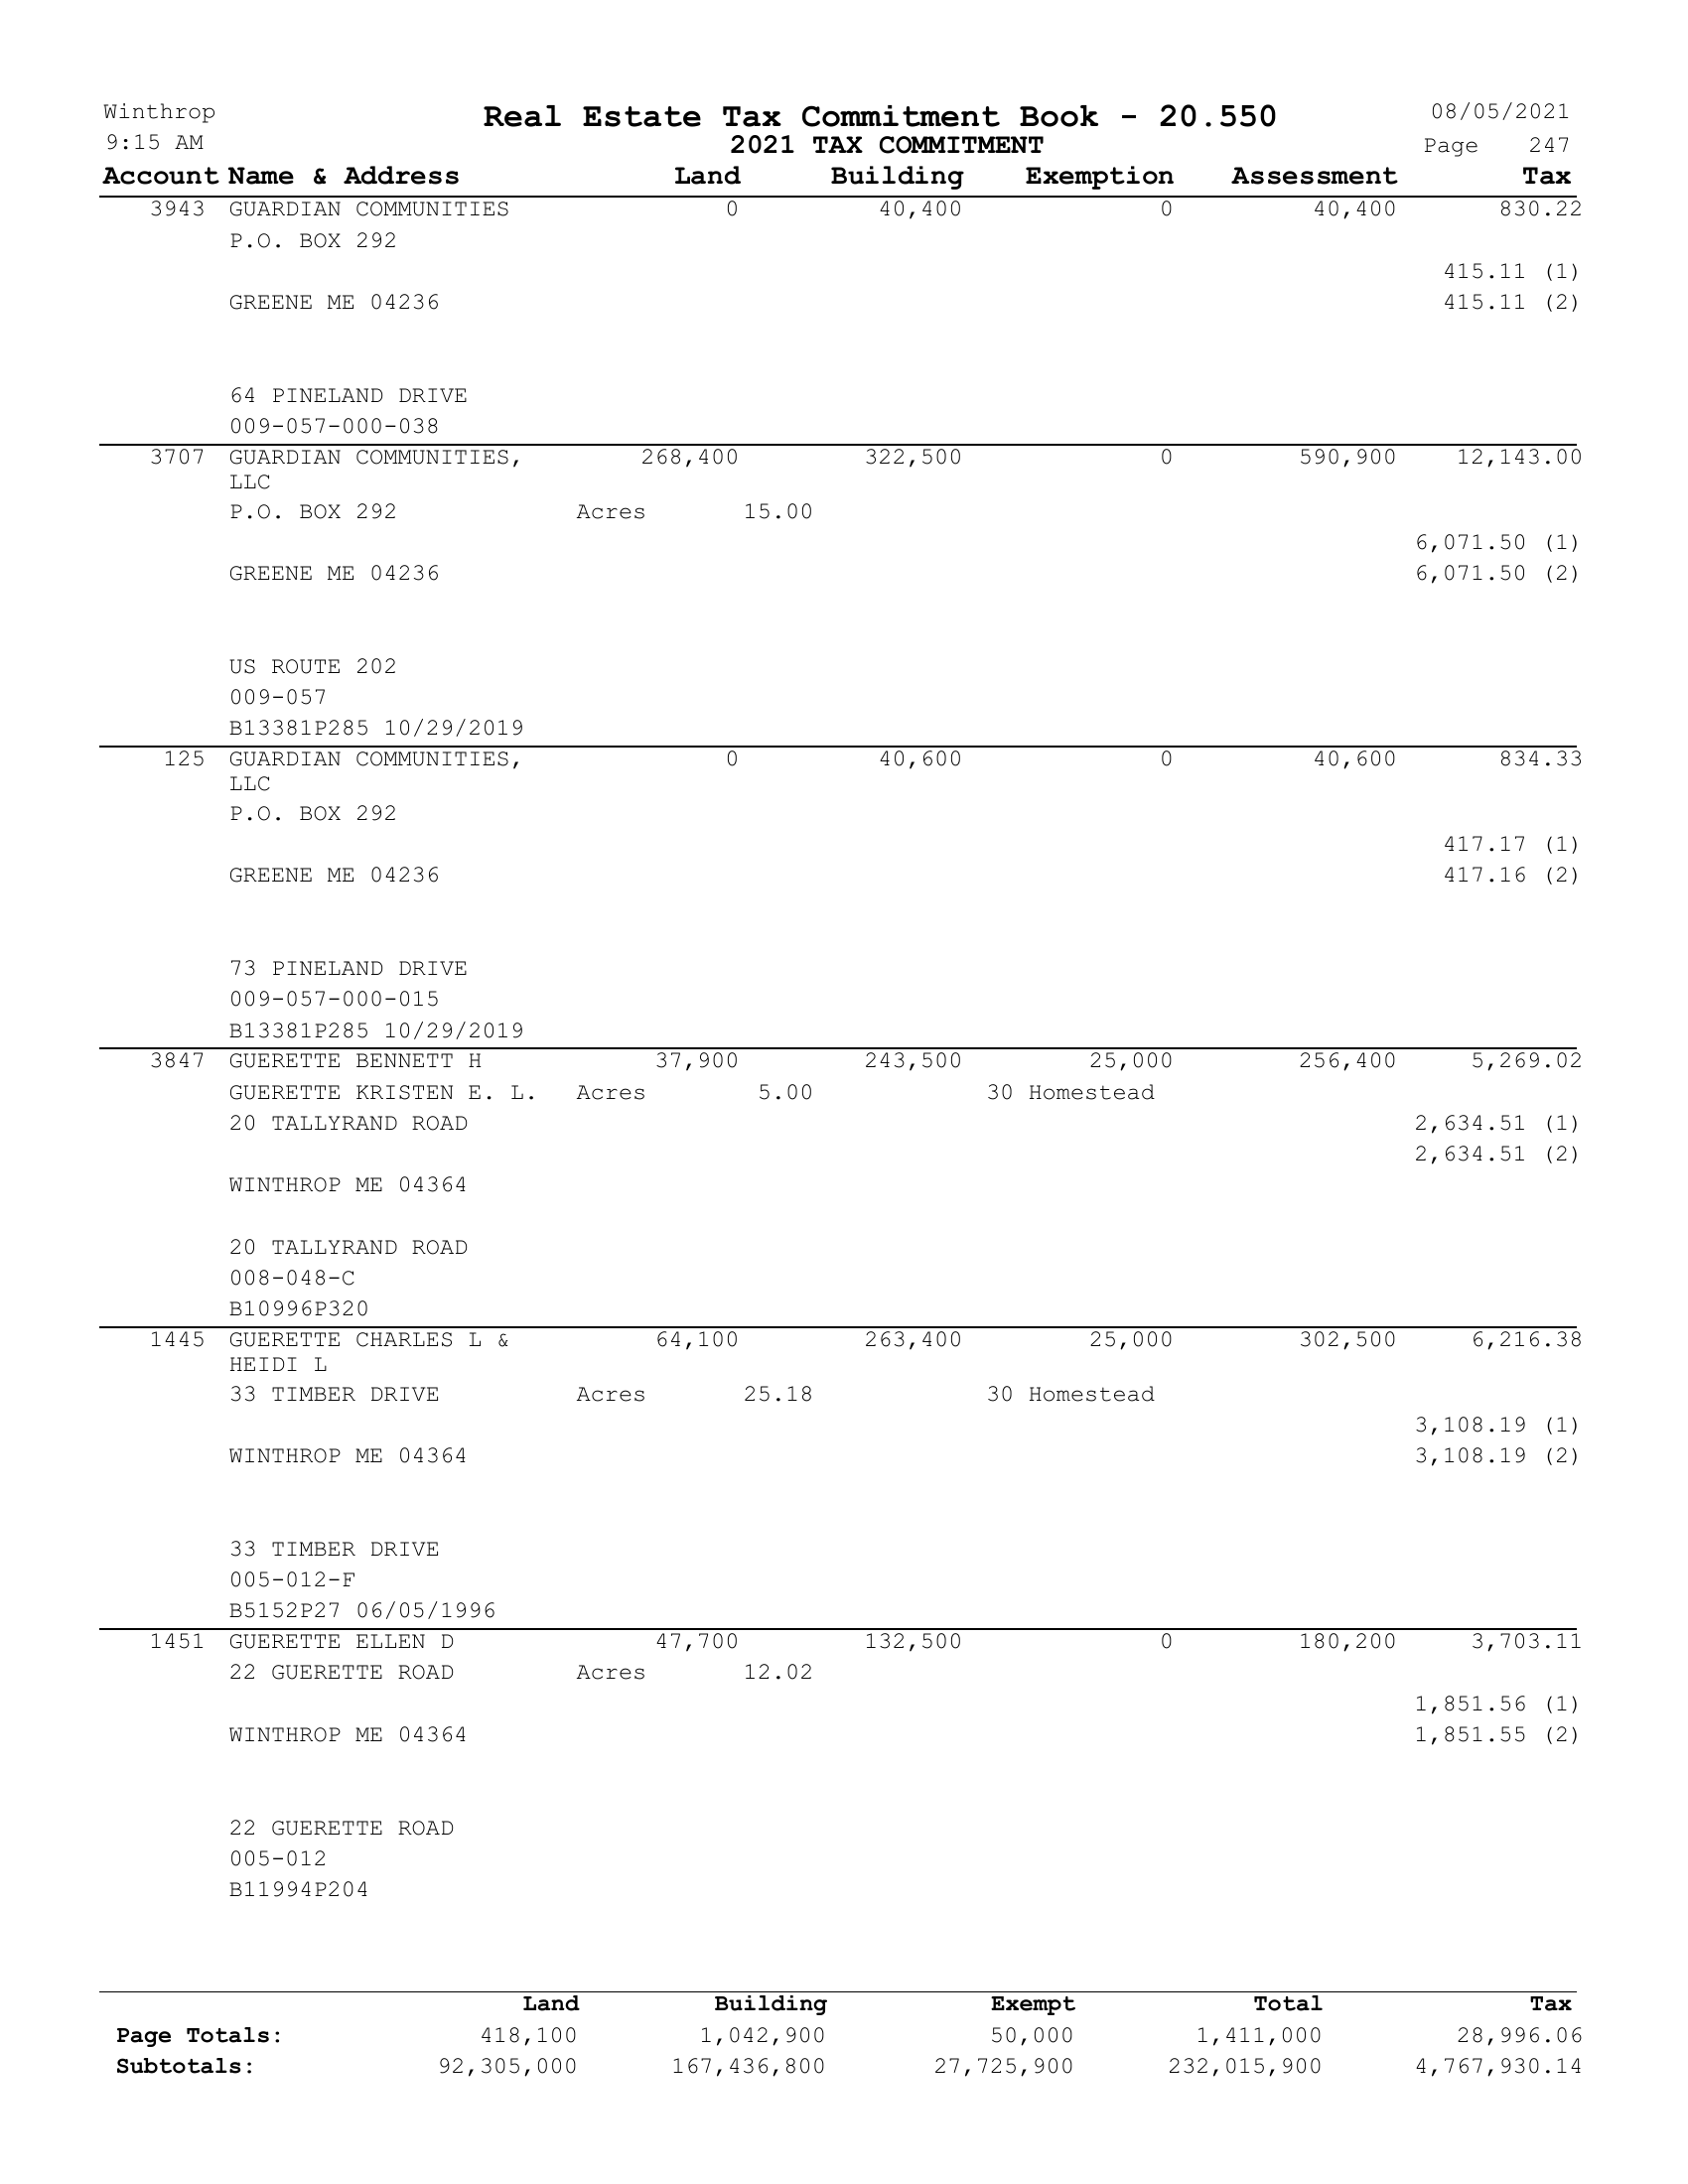 Winthrop Real Estate Tax Commitment Book - 20.550 08/05/2021
9:15 AM 2021 TAX COMMITMENT Page 247
Account Name & Address Land Building Exemption Assessment Tax
3943 GUARDIAN COMMUNITIES 0 40,400 0 40,400 830.22
P.O. BOX 292
415.11 (1)
GREENE ME 04236 415.11 (2)
64 PINELAND DRIVE
009-057-000-038
3707 GUARDIAN COMMUNITIES, 268,400 322,500 0 590,900 12,143.00
LLC
P.O. BOX 292 Acres 15.00
6,071.50 (1)
GREENE ME 04236 6,071.50 (2)
US ROUTE 202
009-057
B13381P285 10/29/2019
125 GUARDIAN COMMUNITIES, 0 40,600 0 40,600 834.33
LLC
P.O. BOX 292
417.17 (1)
GREENE ME 04236 417.16 (2)
73 PINELAND DRIVE
009-057-000-015
B13381P285 10/29/2019
3847 GUERETTE BENNETT H 37,900 243,500 25,000 256,400 5,269.02
GUERETTE KRISTEN E. L. Acres 5.00 30 Homestead
20 TALLYRAND ROAD 2,634.51 (1)
2,634.51 (2)
WINTHROP ME 04364
20 TALLYRAND ROAD
008-048-C
B10996P320
1445 GUERETTE CHARLES L & 64,100 263,400 25,000 302,500 6,216.38
HEIDI L
33 TIMBER DRIVE Acres 25.18 30 Homestead
3,108.19 (1)
WINTHROP ME 04364 3,108.19 (2)
33 TIMBER DRIVE
005-012-F
B5152P27 06/05/1996
1451 GUERETTE ELLEN D 47,700 132,500 0 180,200 3,703.11
22 GUERETTE ROAD Acres 12.02
1,851.56 (1)
WINTHROP ME 04364 1,851.55 (2)
22 GUERETTE ROAD
005-012
B11994P204
Land Building Exempt Total Tax
Page Totals: 418,100 1,042,900 50,000 1,411,000 28,996.06
Subtotals: 92,305,000 167,436,800 27,725,900 232,015,900 4,767,930.14